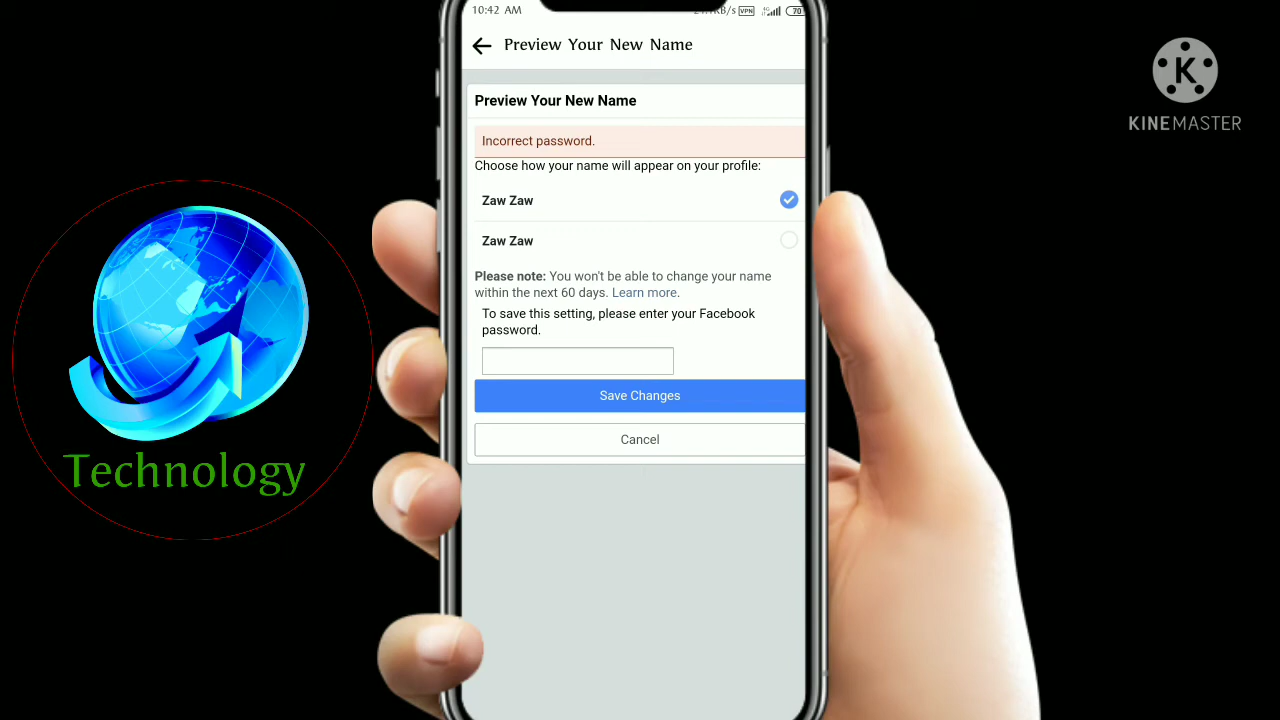 10:42 AM
VPN
4G
70
Preview Your New Name
Preview Your New Name
Incorrect password.
Choose how your name will appear on your profile:
Zaw Zaw
Zaw Zaw
Please note: You won't be able to change your name
within the next 60 days. Learn more.
To save this setting, please enter your Facebook
password.
Save Changes
Cancel
Technology
K
KINEMASTER